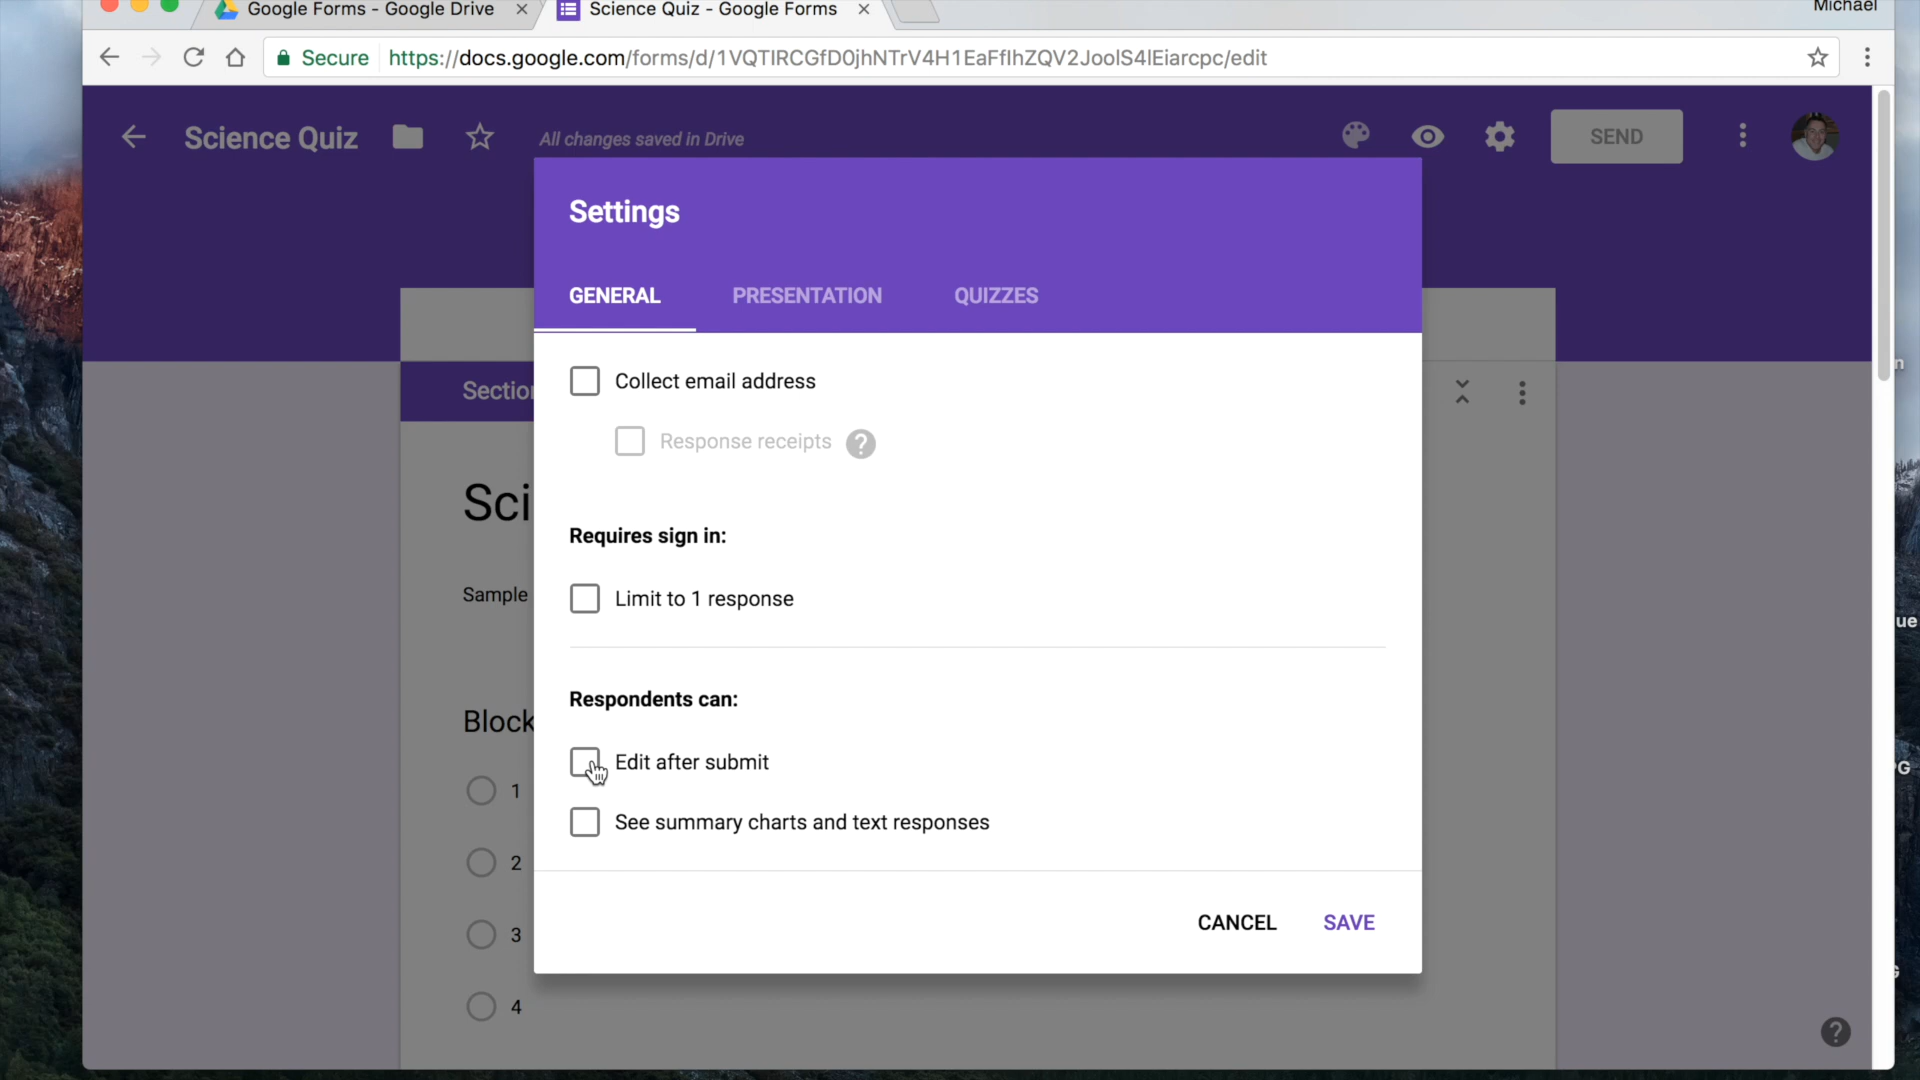 Google Forms - Google Drive
Science Quiz - Google Forms
Michael
Secure https://docs.google.com/forms/d/1VQTIRCGfD0jhNTrV4H1EaFfIhZQV2JoolS4lEiarcpc/edit
Science Quiz
All changes saved in Drive
SEND
Settings
GENERAL PRESENTATION QUIZZES
Collect email address
Section
Response receipts ?
Sci
Requires sign in:
Sample
Limit to 1 response
Respondents can:
Block
Edit after submit
1
See summary charts and text responses
2
CANCEL SAVE
3
4
?
n
ue
G